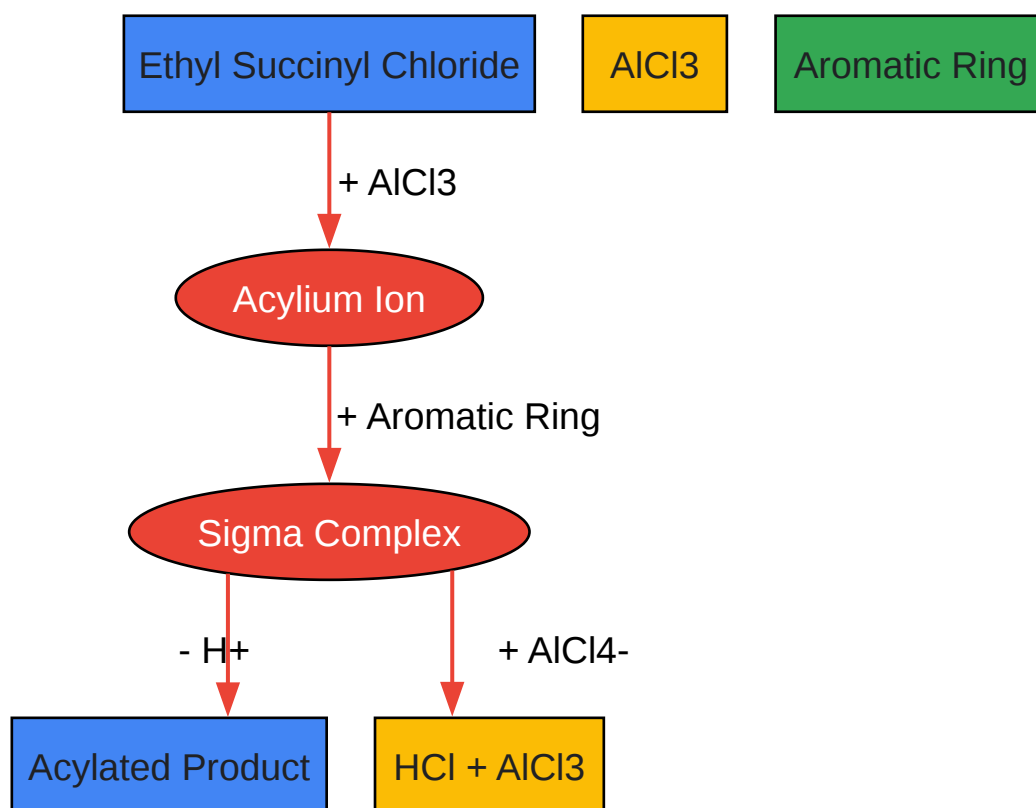 Ethyl Succinyl Chloride
AlCl3
Aromatic Ring
+ AlCl3
Acylium Ion
+ Aromatic Ring
Sigma Complex
- H+
+ AlCl4-
Acylated Product
HCl + AlCl3